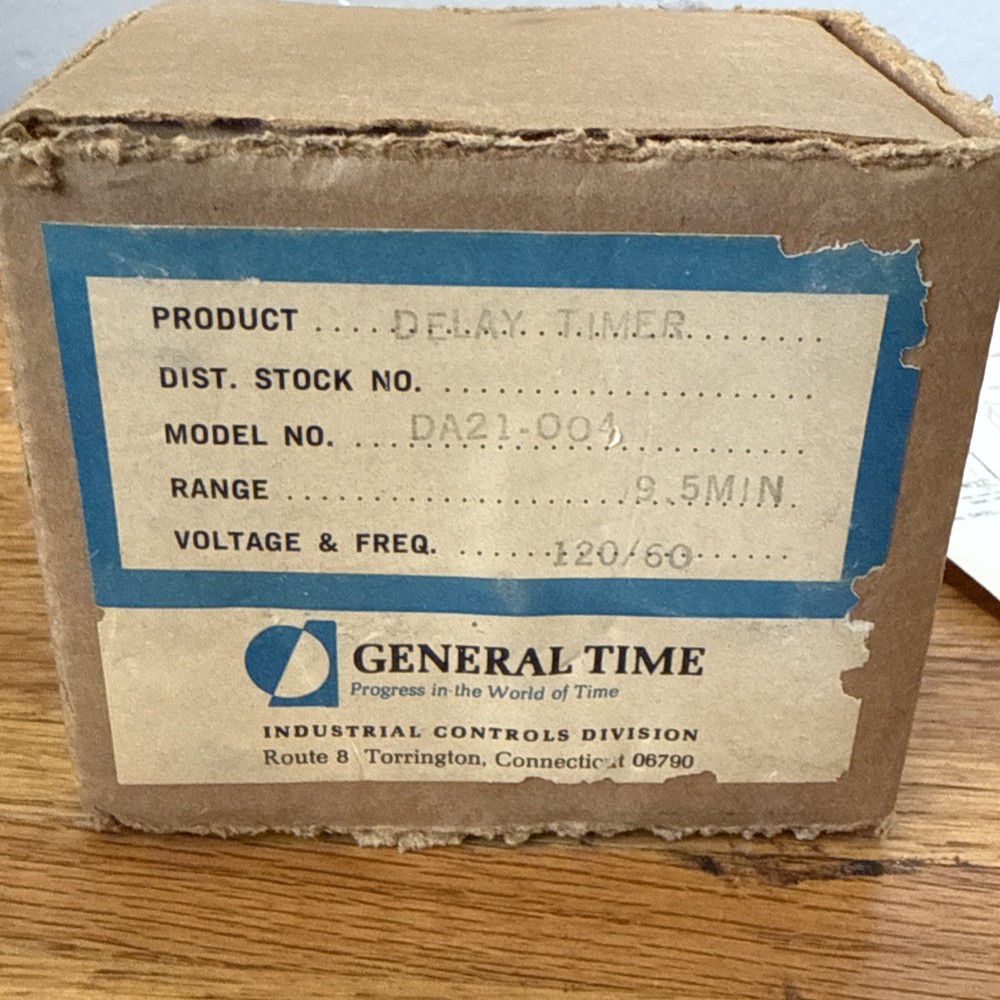 PRODUCT .... DELAY TIMER ........
DIST. STOCK NO. ....................
MODEL NO. .... DA21-004 ..........
RANGE .................... 9.5MIN.
VOLTAGE & FREQ. ...... 120/60 ......
GENERAL TIME
Progress in the World of Time
INDUSTRIAL CONTROLS DIVISION
Route 8 Torrington, Connecticut 06790